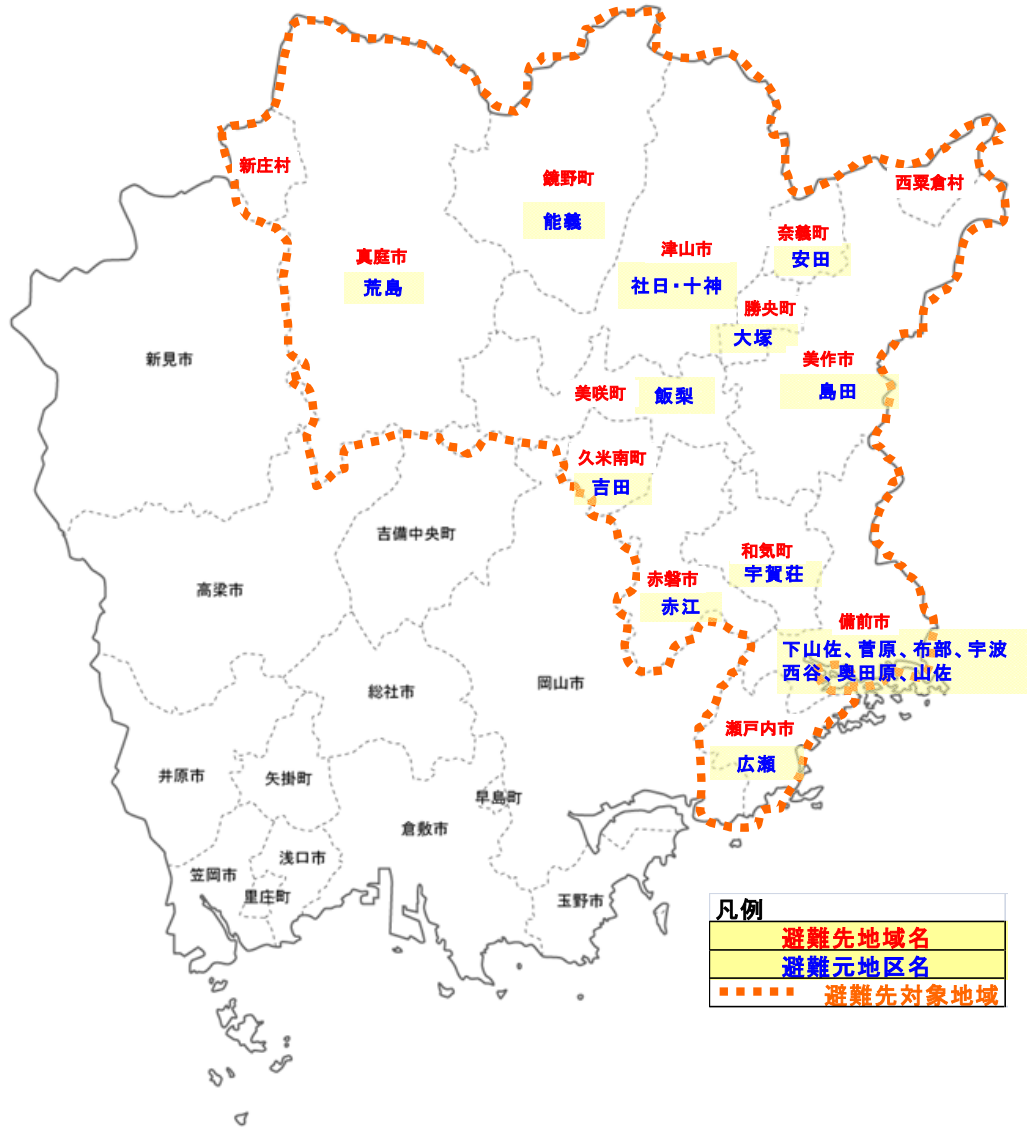 新庄村
鏡野町
能義
西粟倉村
奈義町
安田
津山市
社日・十神
真庭市
荒島
勝央町
大塚
新見市
美作市
島田
美咲町
飯梨
久米南町
吉田
吉備中央町
和気町
宇賀荘
高梁市
赤磐市
赤江
備前市
下山佐、菅原、布部、宇波
西谷、奥田原、山佐
岡山市
総社市
瀬戸内市
広瀬
井原市
矢掛町
早島町
倉敷市
浅口市
笠岡市
里庄町
玉野市
凡例
避難先地域名
避難元地区名
避難先対象地域